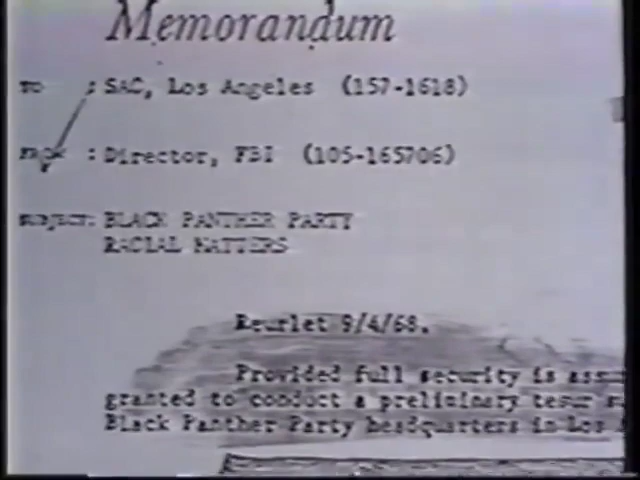 Memorandum
TO : SAC, Los Angeles (157-1618)
FROM : Director, FBI (105-165706)
SUBJECT: BLACK PANTHER PARTY
RACIAL MATTERS
Reurlet 9/4/68.
Provided full security is
granted to conduct a preliminary tesur
Black Panther Party headquarters in Los